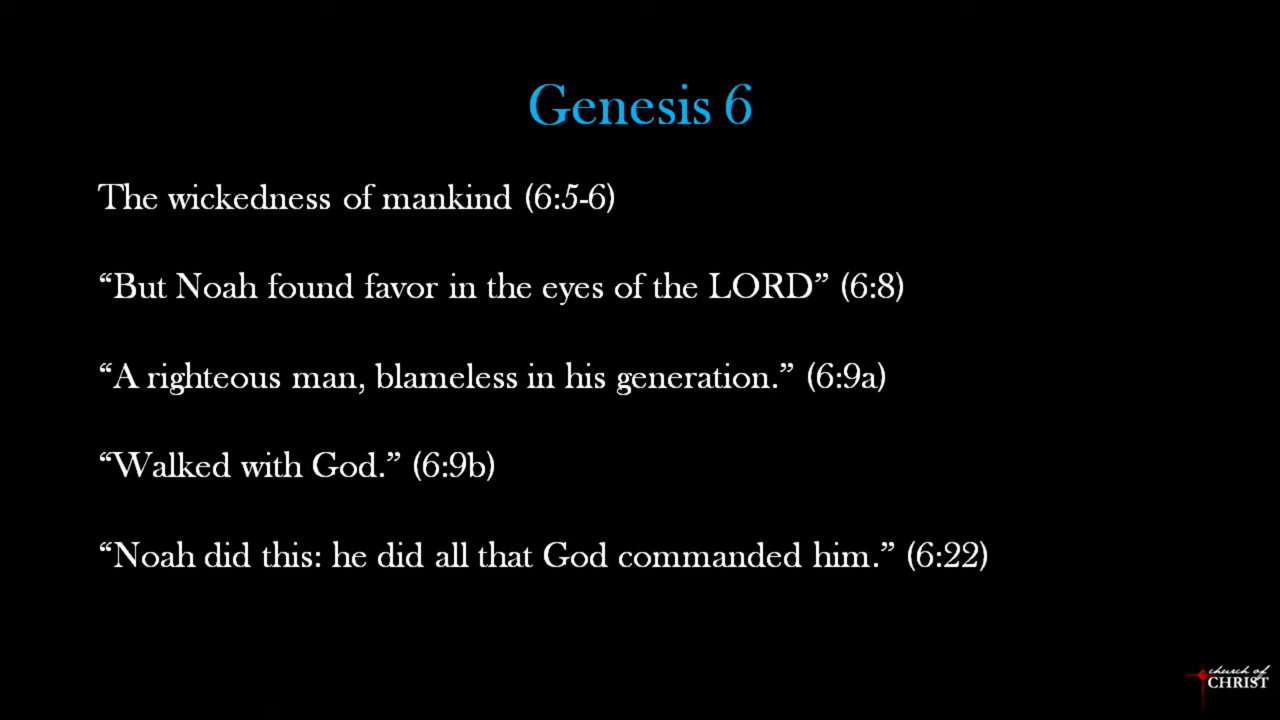 Genesis 6
The wickedness of mankind (6:5-6)
“But Noah found favor in the eyes of the LORD” (6:8)
“A righteous man, blameless in his generation.” (6:9a)
“Walked with God.” (6:9b)
“Noah did this: he did all that God commanded him.” (6:22)
church of
CHRIST